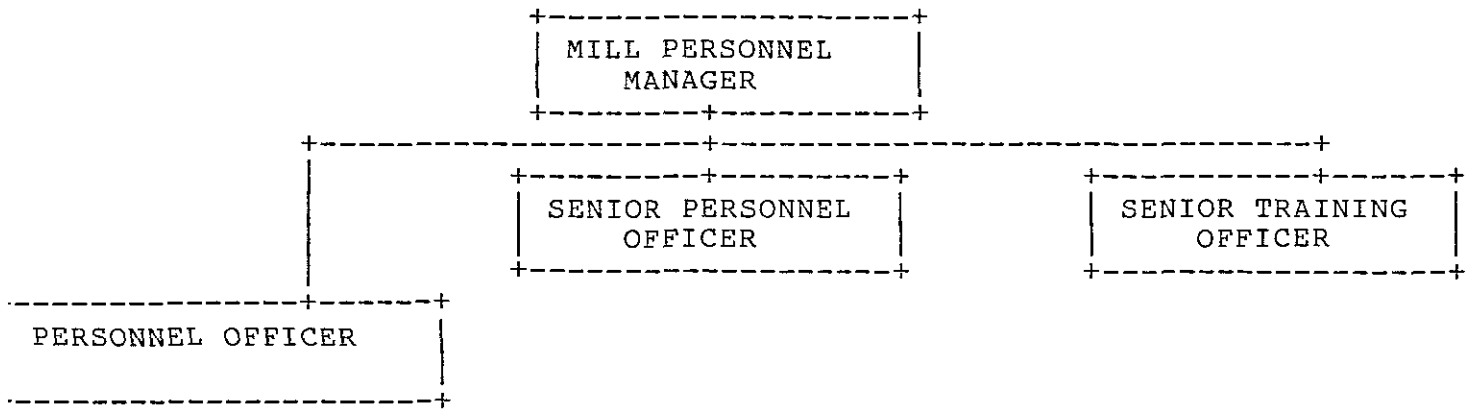 MILL PERSONNEL
MANAGER
SENIOR PERSONNEL
OFFICER
SENIOR TRAINING
OFFICER
PERSONNEL OFFICER